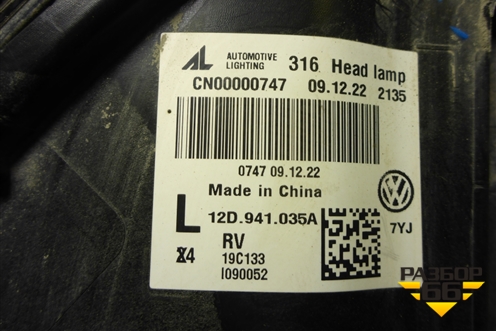 AL AUTOMOTIVE LIGHTING 316 Head lamp
CN00000747 09.12.22 2135
0747 09.12.22
Made in China
L 12D.941.035A
7YJ
X4 RV
19C133
I090052
РАЗБОР
66